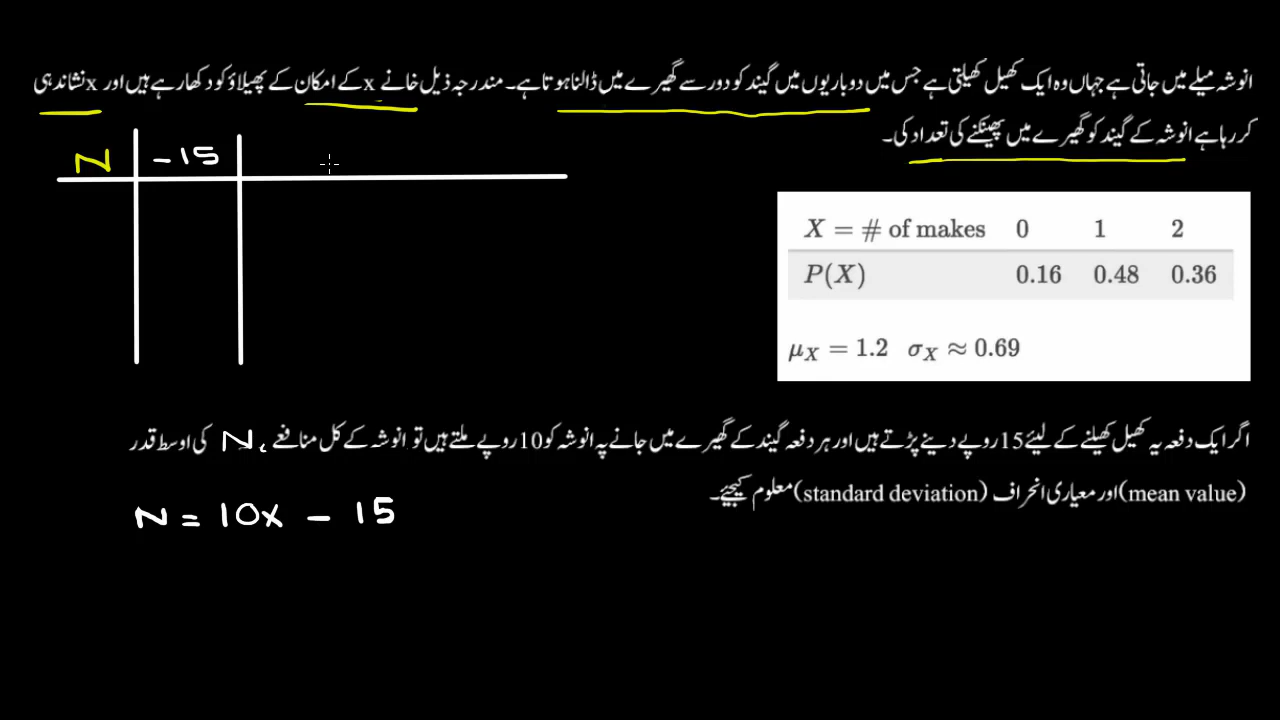 انوشہ میلے میں جاتی ہے جہاں وہ ایک کھیل کھیلتی ہے جس میں دو باریوں میں گیند کو دور سے گھیرے میں ڈالنا ہوتا ہے۔ مندرجہ ذیل خانے x کے امکان کے پھیلاؤ کو دکھا رہے ہیں اور x نشاندہی
کر رہا ہے انوشہ کے گیند کو گھیرے میں پھینکنے کی تعداد کی۔
N -15
X = # of makes 0 1 2
P(X) 0.16 0.48 0.36
μX = 1.2 σX ≈ 0.69
اگر ایک دفعہ یہ کھیل کھیلنے کے لیئے 15 روپے دینے پڑتے ہیں اور ہر دفعہ گیند کے گھیرے میں جانے پہ انوشہ کو 10 روپے ملتے ہیں تو انوشہ کے کل منافعے N، کی اوسط قدر
(mean value) اور معیاری انحراف (standard deviation) معلوم کیجیئے۔
N = 10x - 15